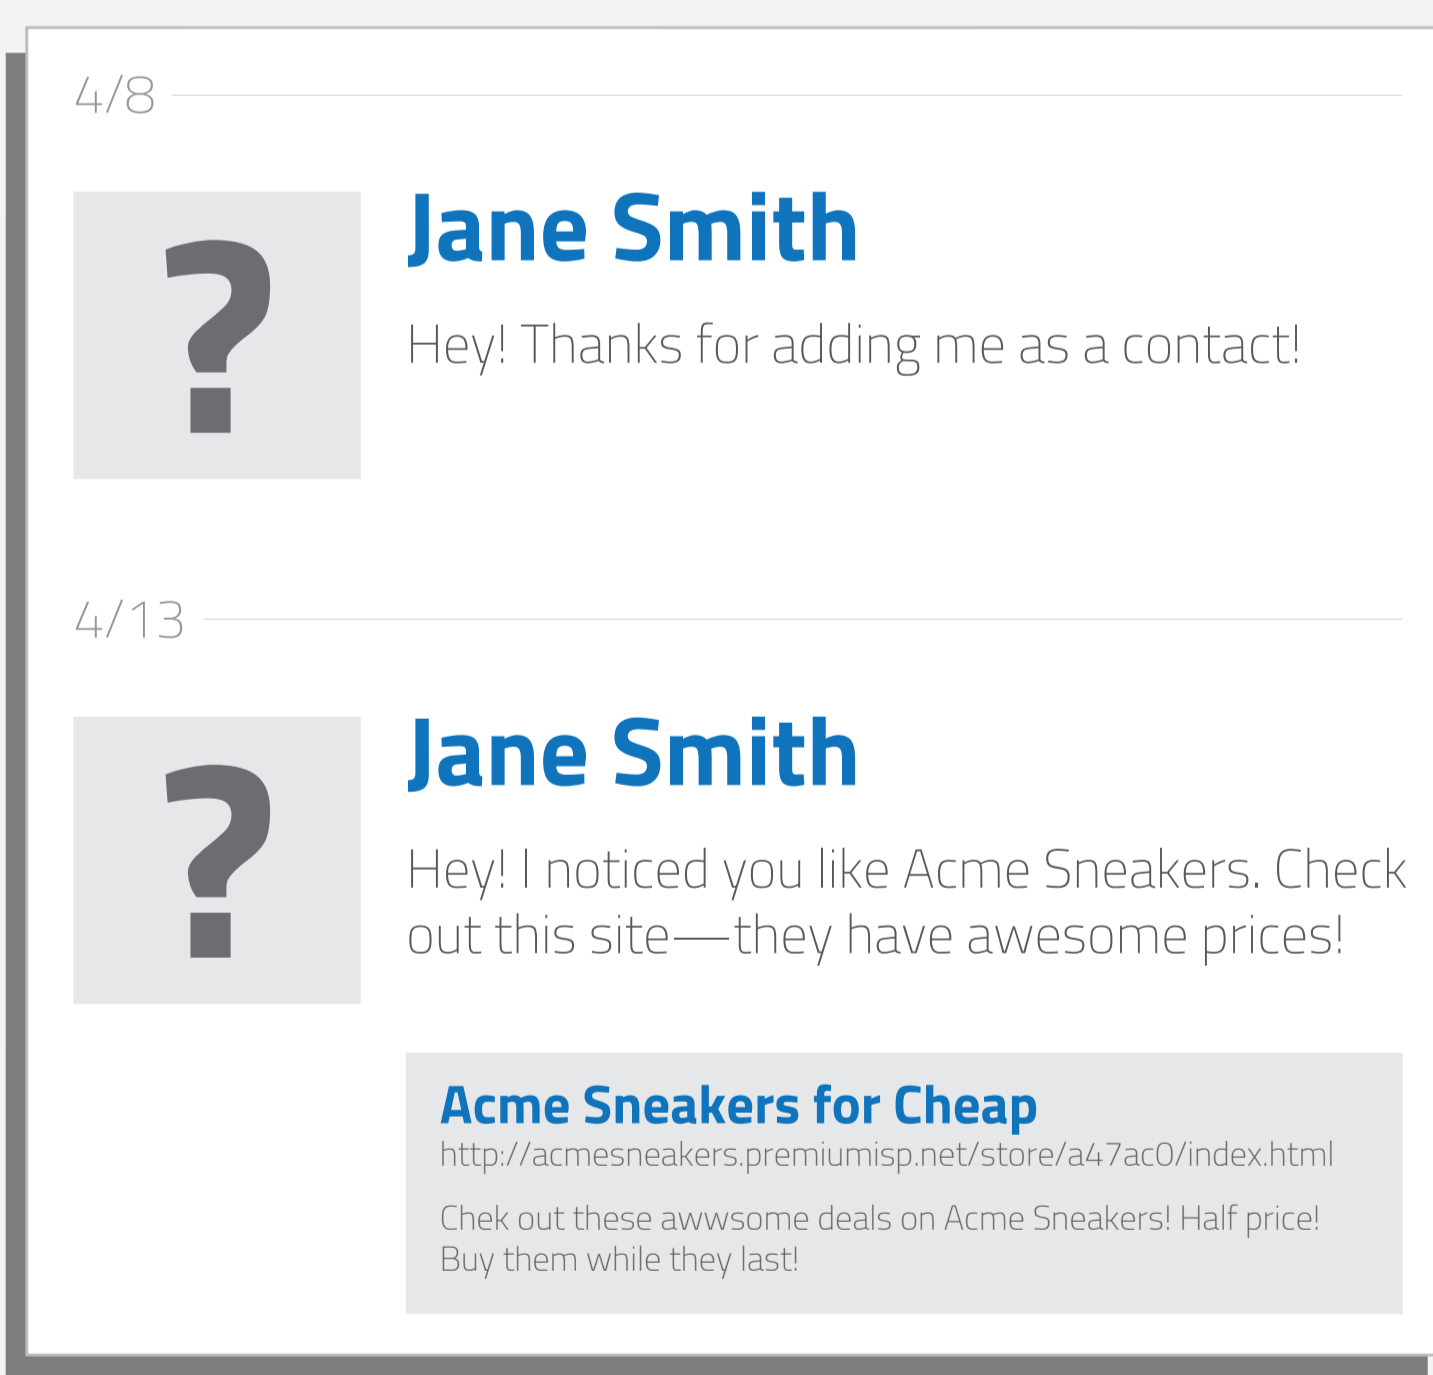 4/8
?
Jane Smith
Hey! Thanks for adding me as a contact!
4/13
?
Jane Smith
Hey! I noticed you like Acme Sneakers. Check
out this site—they have awesome prices!
Acme Sneakers for Cheap
http://acmesneakers.premiumisp.net/store/a47ac0/index.html
Chek out these awwsome deals on Acme Sneakers! Half price!
Buy them while they last!